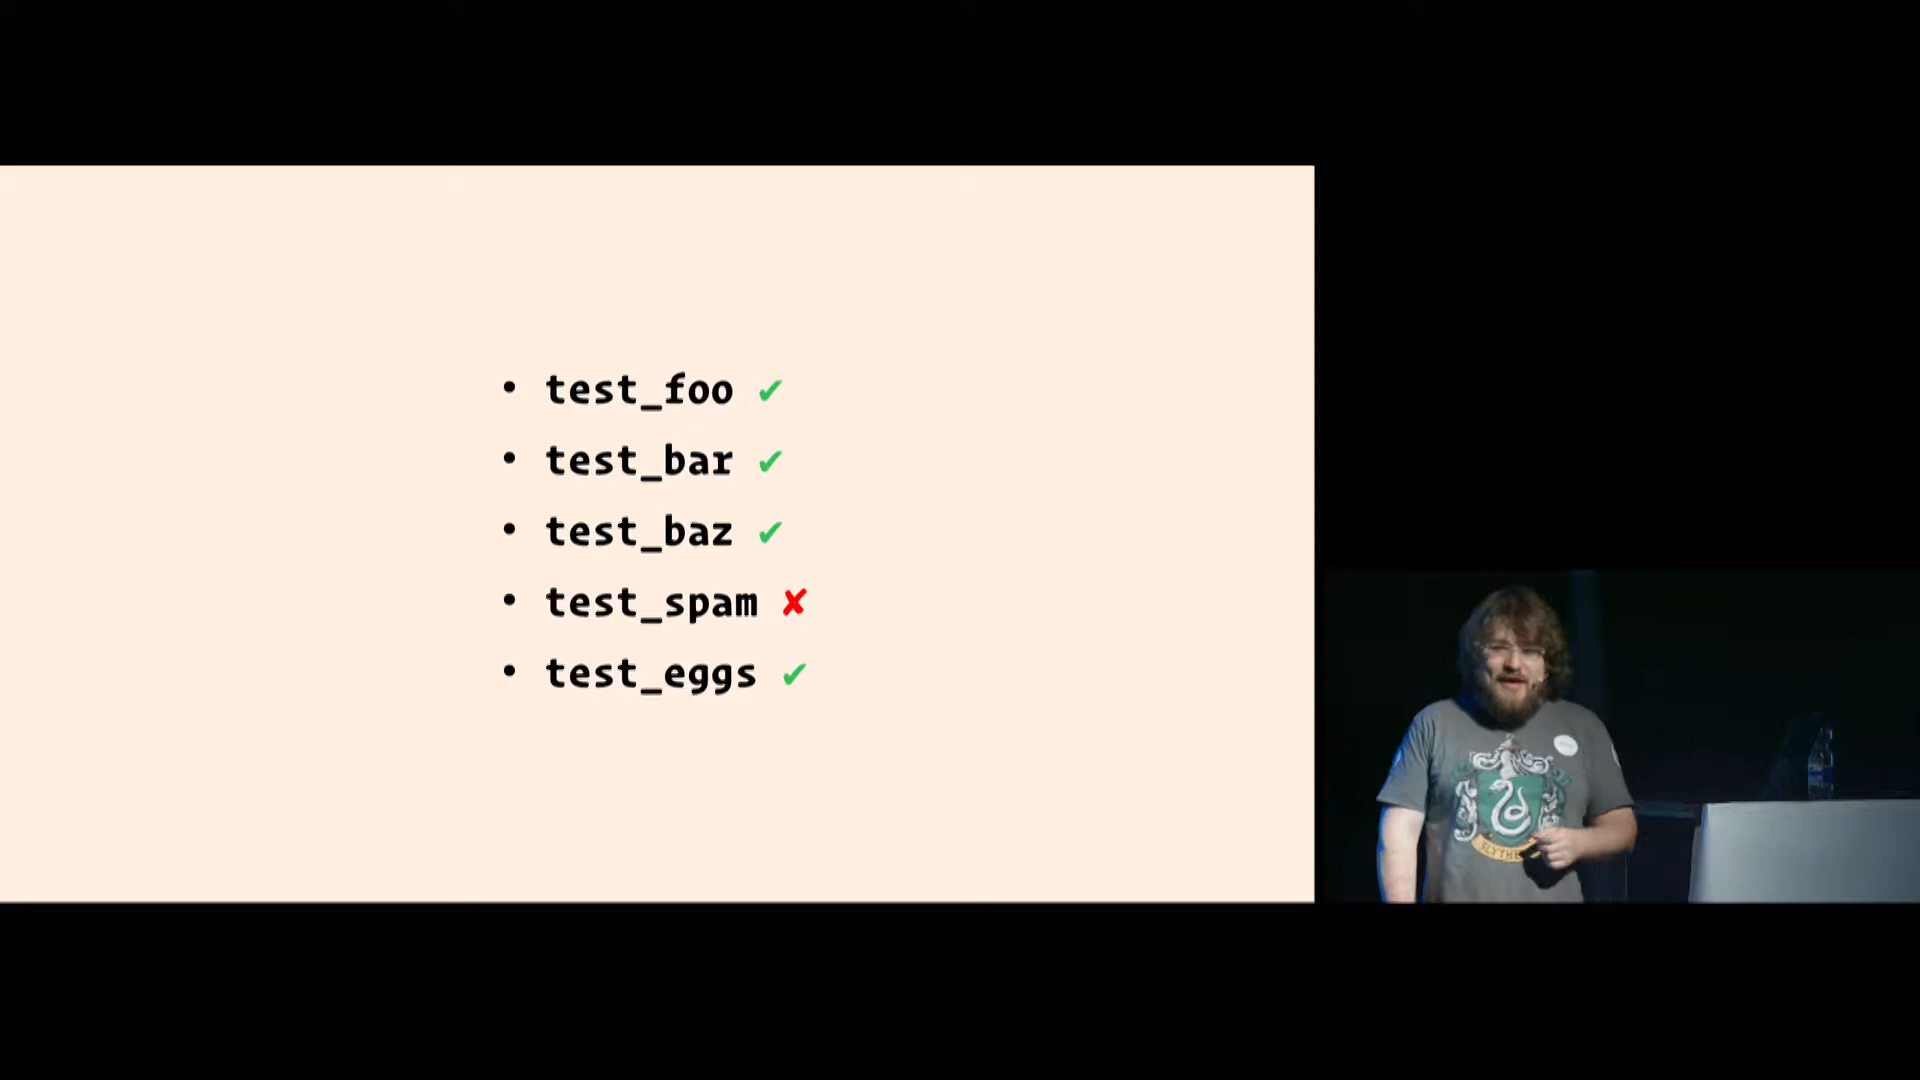 • test_foo ✔
• test_bar ✔
• test_baz ✔
• test_spam ✘
• test_eggs ✔